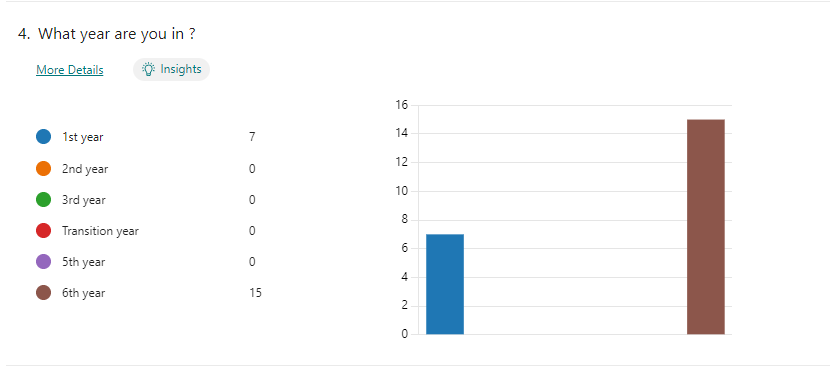 4. What year are you in ?
More Details
Insights
1st year 7
2nd year 0
3rd year 0
Transition year 0
5th year 0
6th year 15
16
14
12
10
8
6
4
2
0